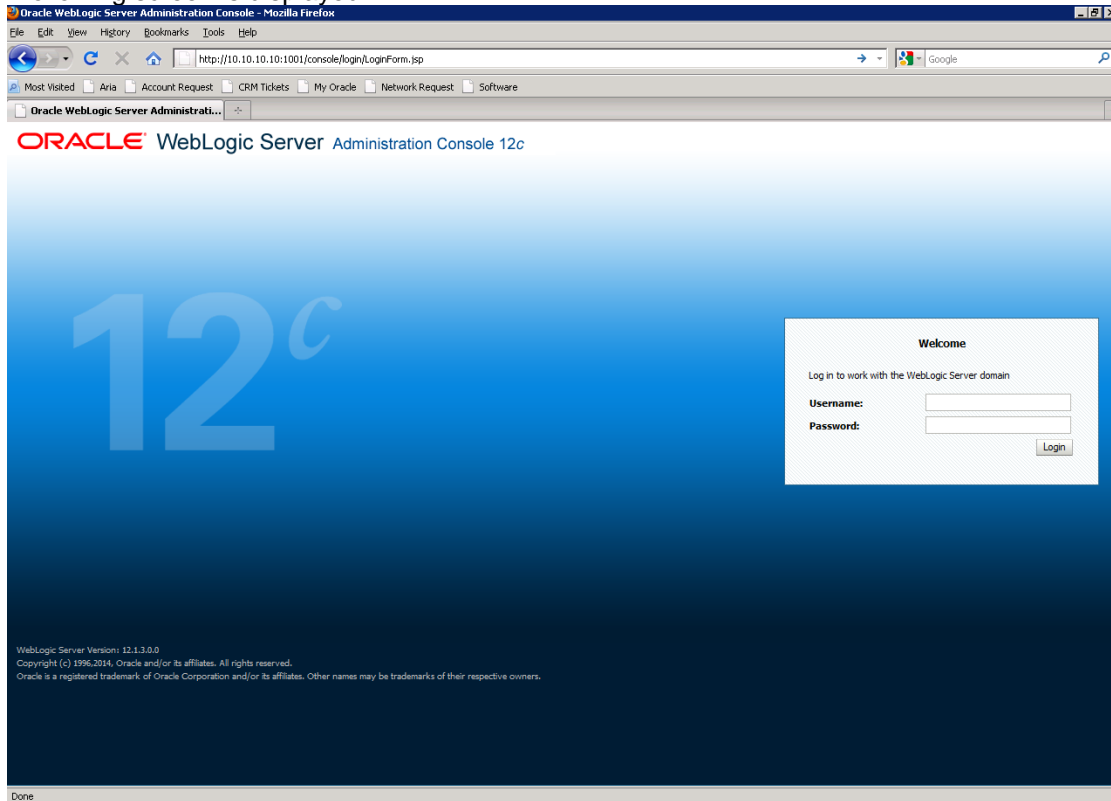 Oracle WebLogic Server Administration Console - Mozilla Firefox
File Edit View History Bookmarks Tools Help
http://10.10.10.10:1001/console/login/LoginForm.jsp Google
Most Visited Aria Account Request CRM Tickets My Oracle Network Request Software
Oracle WebLogic Server Administrati...
ORACLE WebLogic Server Administration Console 12c
12c
Welcome
Log in to work with the WebLogic Server domain
Username:
Password:
Login
WebLogic Server Version: 12.1.3.0.0
Copyright (c) 1996,2014, Oracle and/or its affiliates. All rights reserved.
Oracle is a registered trademark of Oracle Corporation and/or its affiliates. Other names may be trademarks of their respective owners.
Done